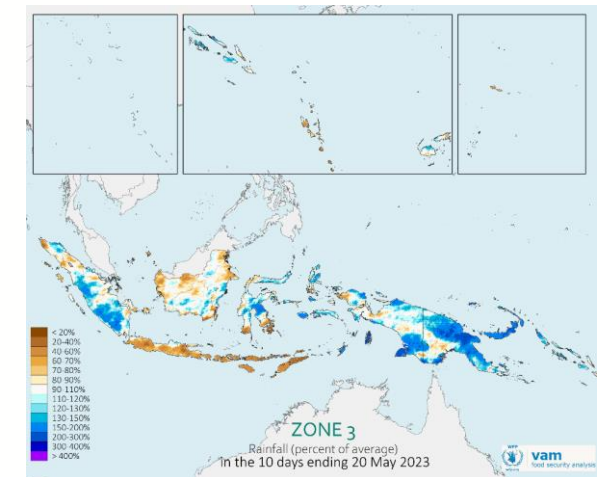 < 20%
20-40%
40-60%
60 70%
70-80%
80 90%
90-110%
110-120%
120-130%
130-150%
150-200%
200-300%
300 400%
> 400%
ZONE 3
Rainfall (percent of average)
In the 10 days ending 20 May 2023
WFP
vam
food security analysis